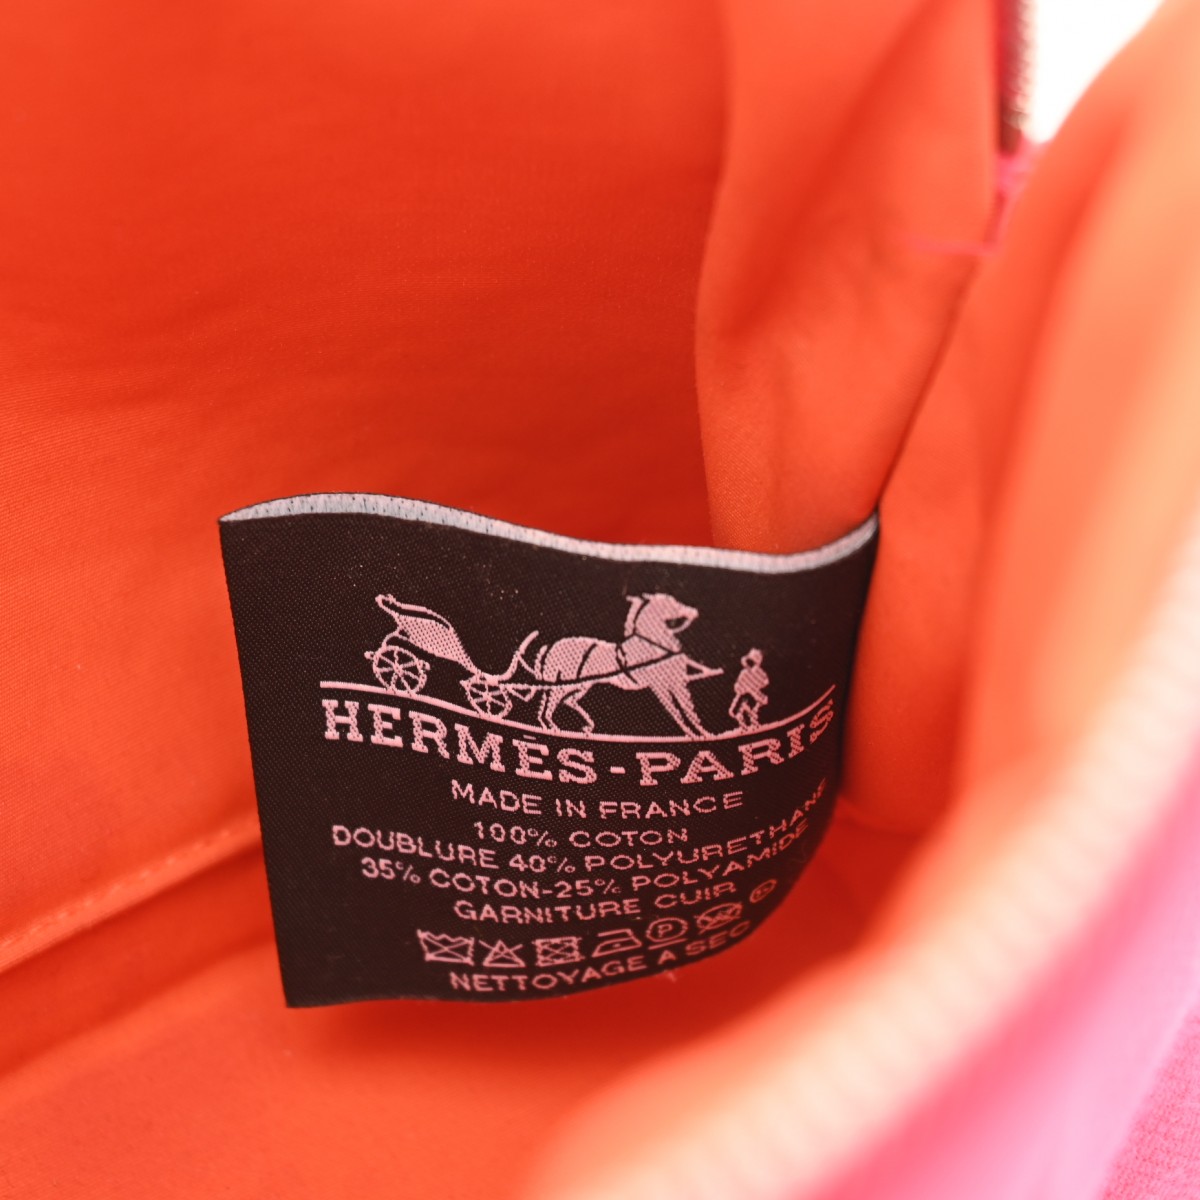 HERMÈS-PARIS
MADE IN FRANCE
100% COTON
DOUBLURE 40% POLYURETHANE
35% COTON-25% POLYAMIDE
GARNITURE CUIR
P
NETTOYAGE A SEC